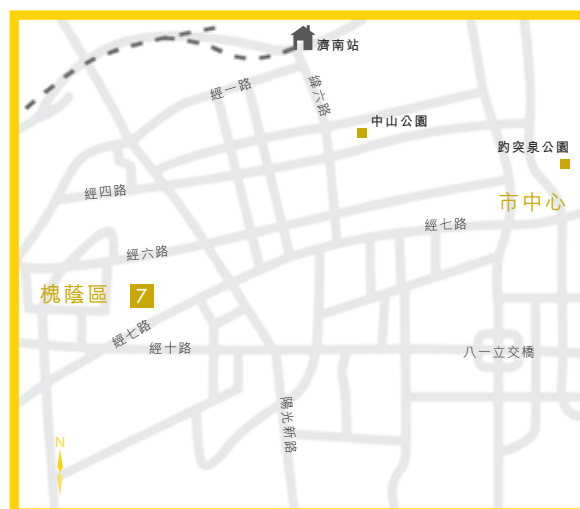 濟南站
經一路
緯六路
中山公園
趵突泉公園
經四路
市中心
經七路
經六路
槐蔭區 7
經七路
經十路
八一立交橋
陽光新路
N